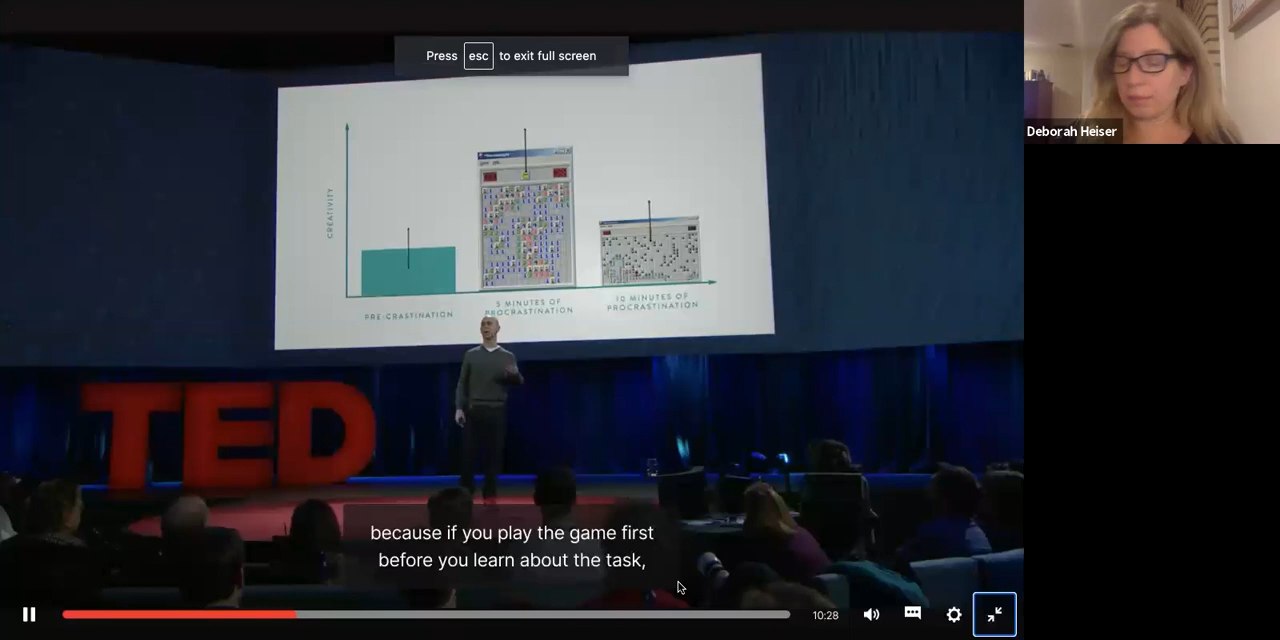 Press esc to exit full screen
Deborah Heiser
CREATIVITY
PRE-CRASTINATION
5 MINUTES OF
PROCRASTINATION
10 MINUTES OF
PROCRASTINATION
TED
because if you play the game first
before you learn about the task,
10:28